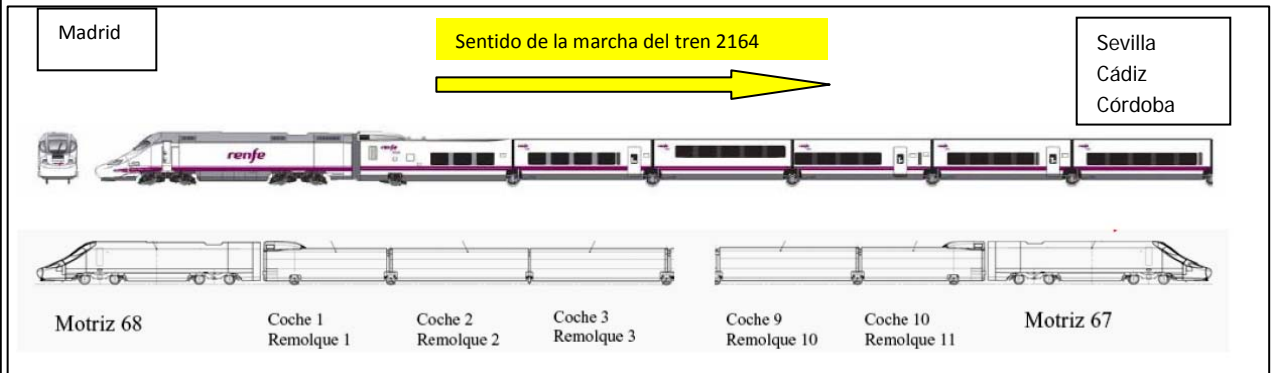 Madrid
Sentido de la marcha del tren 2164
Sevilla
Cádiz
Córdoba
renfe
renfe
Motriz 68
Coche 1
Remolque 1
Coche 2
Remolque 2
Coche 3
Remolque 3
Coche 9
Remolque 10
Coche 10
Remolque 11
Motriz 67